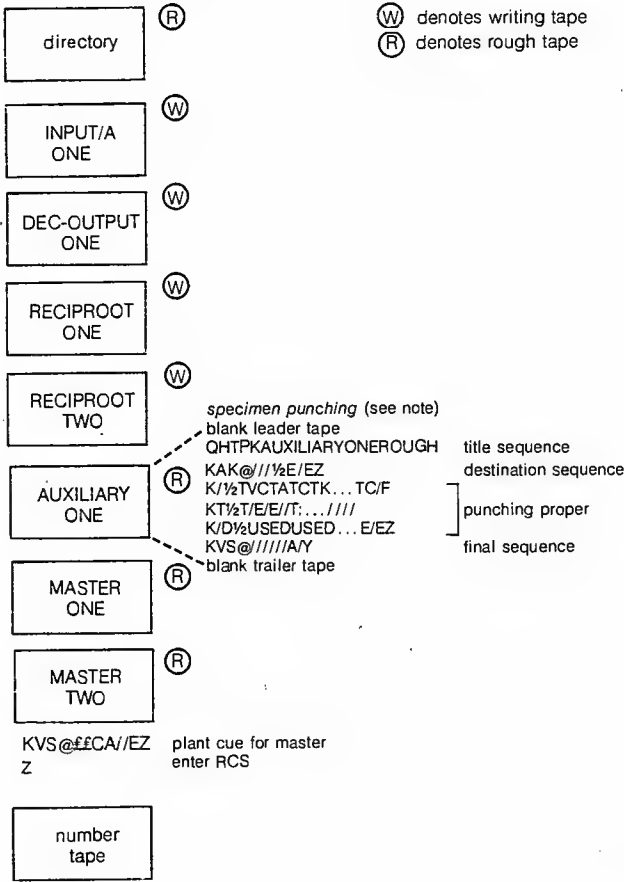 directory
Ⓡ
Ⓦ denotes writing tape
Ⓡ denotes rough tape
Ⓦ
INPUT/A
ONE
Ⓦ
DEC-OUTPUT
ONE
Ⓦ
RECIPROOT
ONE
Ⓦ
RECIPROOT
TWO
specimen punching (see note)
blank leader tape
QHTPKAUXILIARYONEROUGH title sequence
Ⓡ KAK@///½E/EZ destination sequence
AUXILIARY
ONE
K/½TVCTATCTK...TC/F
KT½T/E/E//T:...////
punching proper
K/D½USEDUSED...E/EZ
KVS@//////A/Y final sequence
blank trailer tape
Ⓡ
MASTER
ONE
Ⓡ
MASTER
TWO
KVS@££CA//EZ plant cue for master
Z enter RCS
number
tape